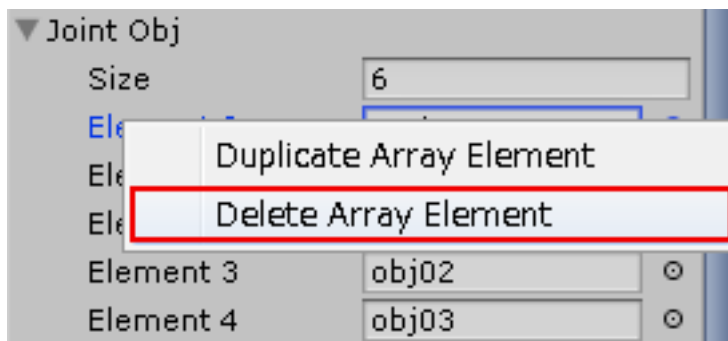 Joint Obj
Size 6
Duplicate Array Element
Delete Array Element
Element 3 obj02
Element 4 obj03